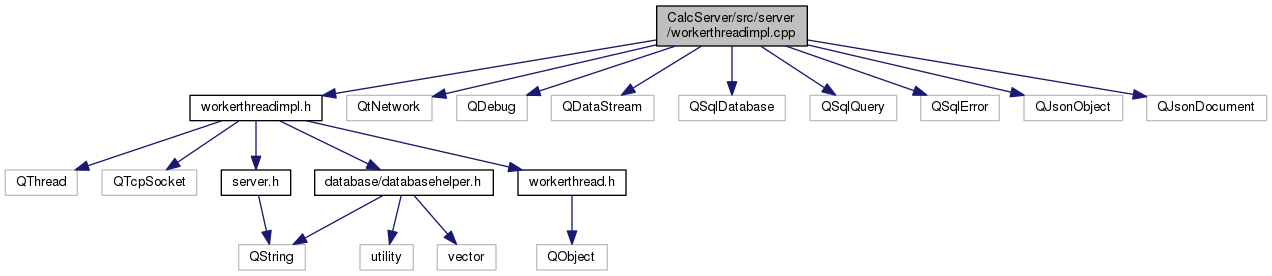 CalcServer/src/server
/workerthreadimpl.cpp
workerthreadimpl.h
QtNetwork
QDebug
QDataStream
QSqlDatabase
QSqlQuery
QSqlError
QJsonObject
QJsonDocument
QThread
QTcpSocket
server.h
database/databasehelper.h
workerthread.h
QString
utility
vector
QObject